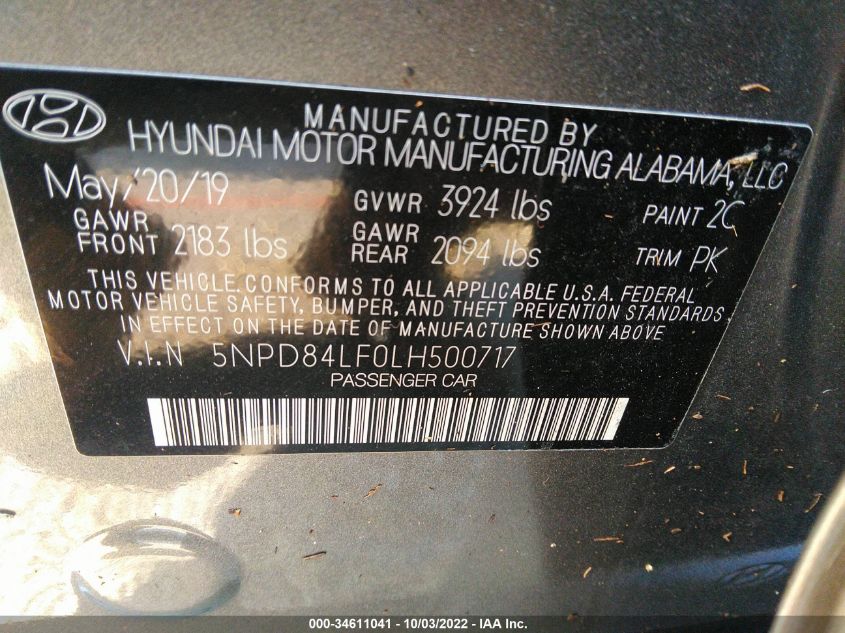 MANUFACTURED BY
HYUNDAI MOTOR MANUFACTURING ALABAMA, LLC
May/20/19 GVWR 3924 lbs PAINT 2C
GAWR FRONT 2183 lbs GAWR REAR 2094 lbs TRIM PK
THIS VEHICLE CONFORMS TO ALL APPLICABLE U.S.A. FEDERAL
MOTOR VEHICLE SAFETY, BUMPER, AND THEFT PREVENTION STANDARDS
IN EFFECT ON THE DATE OF MANUFACTURE SHOWN ABOVE
V.I.N 5NPD84LF0LH500717
PASSENGER CAR
000-34611041 - 10/03/2022 - IAA Inc.